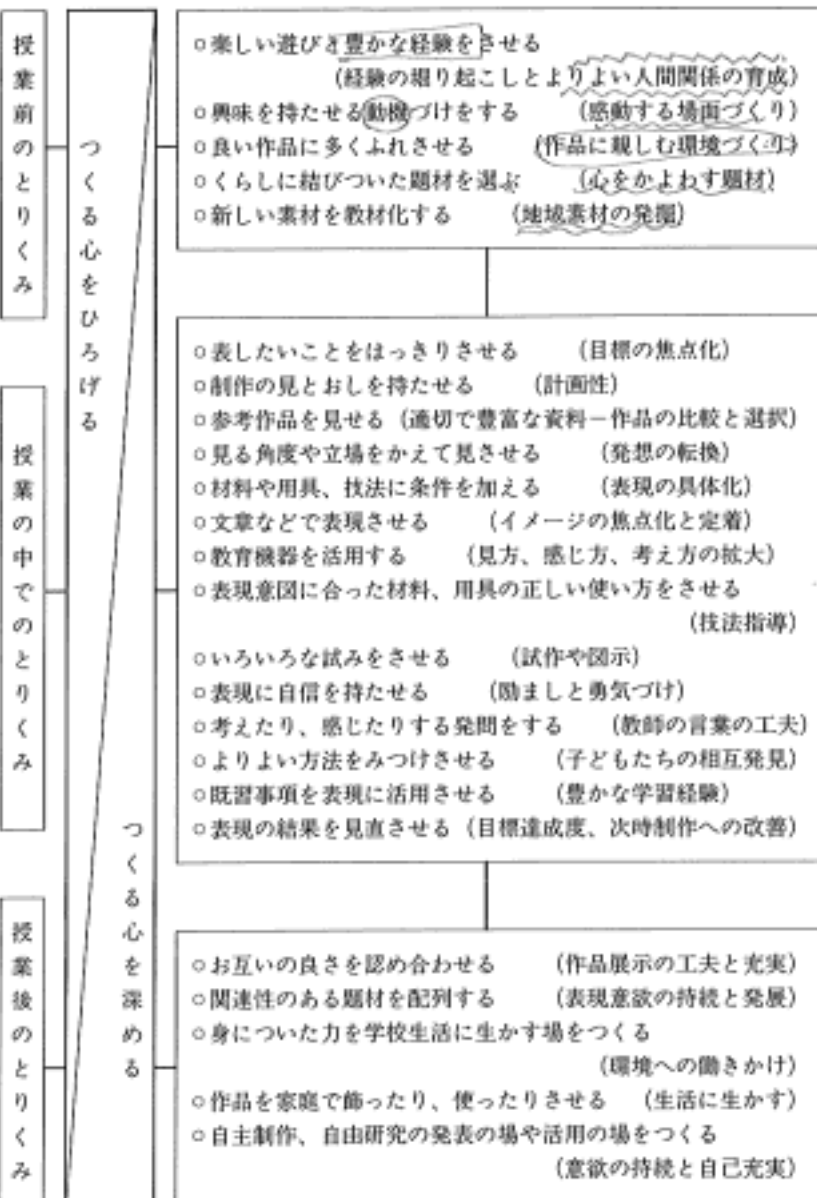 授業前のとりくみ
つくる心をひろげる
○楽しい遊びと豊かな経験をさせる
(経験の堀り起こしとよりよい人間関係の育成)
○興味を持たせる動機づけをする (感動する場面づくり)
○良い作品に多くふれさせる (作品に親しむ環境づくり)
○くらしに結びついた題材を選ぶ (心をかよわす題材)
○新しい素材を教材化する (地域素材の発掘)
授業の中でのとりくみ
○表したいことをはっきりさせる (目標の焦点化)
○制作の見とおしを持たせる (計画性)
○参考作品を見せる (適切で豊富な資料−作品の比較と選択)
○見る角度や立場をかえて見させる (発想の転換)
○材料や用具、技法に条件を加える (表現の具体化)
○文章などで表現させる (イメージの焦点化と定着)
○教育機器を活用する (見方、感じ方、考え方の拡大)
○表現意図に合った材料、用具の正しい使い方をさせる
(技法指導)
○いろいろな試みをさせる (試作や図示)
○表現に自信を持たせる (励ましと勇気づけ)
○考えたり、感じたりする発問をする (教師の言葉の工夫)
○よりよい方法をみつけさせる (子どもたちの相互発見)
○既習事項を表現に活用させる (豊かな学習経験)
○表現の結果を見直させる (目標達成度、次時制作への改善)
つくる心を深める
授業後のとりくみ
○お互いの良さを認め合わせる (作品展示の工夫と充実)
○関連性のある題材を配列する (表現意欲の持続と発展)
○身についた力を学校生活に生かす場をつくる
(環境への働きかけ)
○作品を家庭で飾ったり、使ったりさせる (生活に生かす)
○自主制作、自由研究の発表の場や活用の場をつくる
(意欲の持続と自己充実)